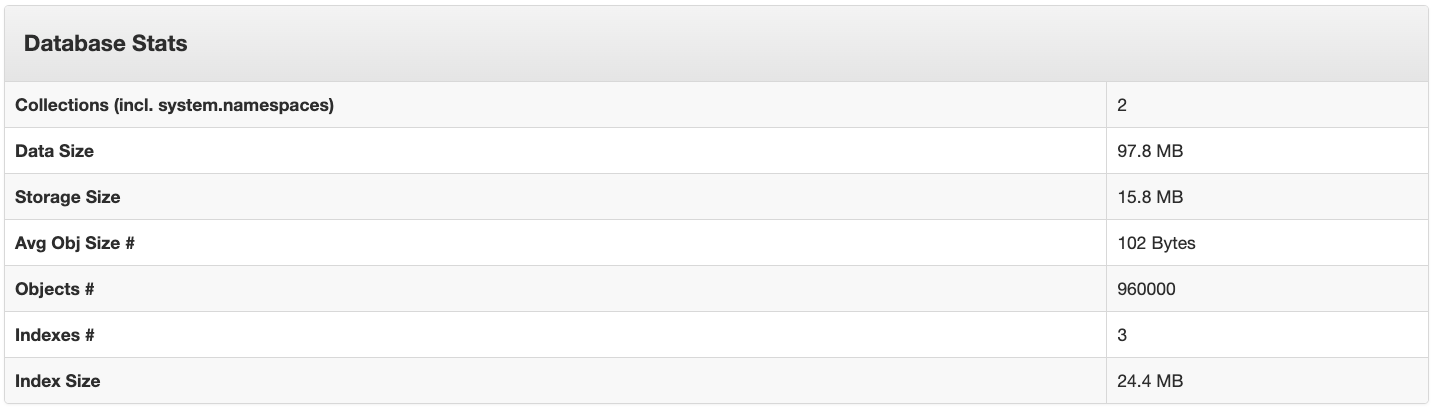 Database Stats
Collections (incl. system.namespaces) 2
Data Size 97.8 MB
Storage Size 15.8 MB
Avg Obj Size # 102 Bytes
Objects # 960000
Indexes # 3
Index Size 24.4 MB